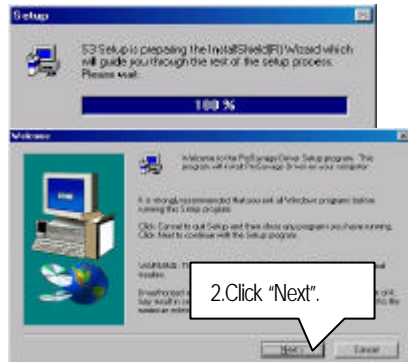 Setup
S3 Setup is preparing the InstallShield(R) Wizard which
will guide you through the rest of the setup process.
Please wait.
100 %
Welcome
Welcome to the ProSavage Driver Setup program. This
program will install ProSavage Driver on your computer.
It is strongly recommended that you exit all Windows programs before
running this Setup program.
Click Cancel to quit Setup and then close any programs you have running.
Click Next to continue with the Setup program.
WARNING: This
2.Click “Next”.
Next >
Cancel